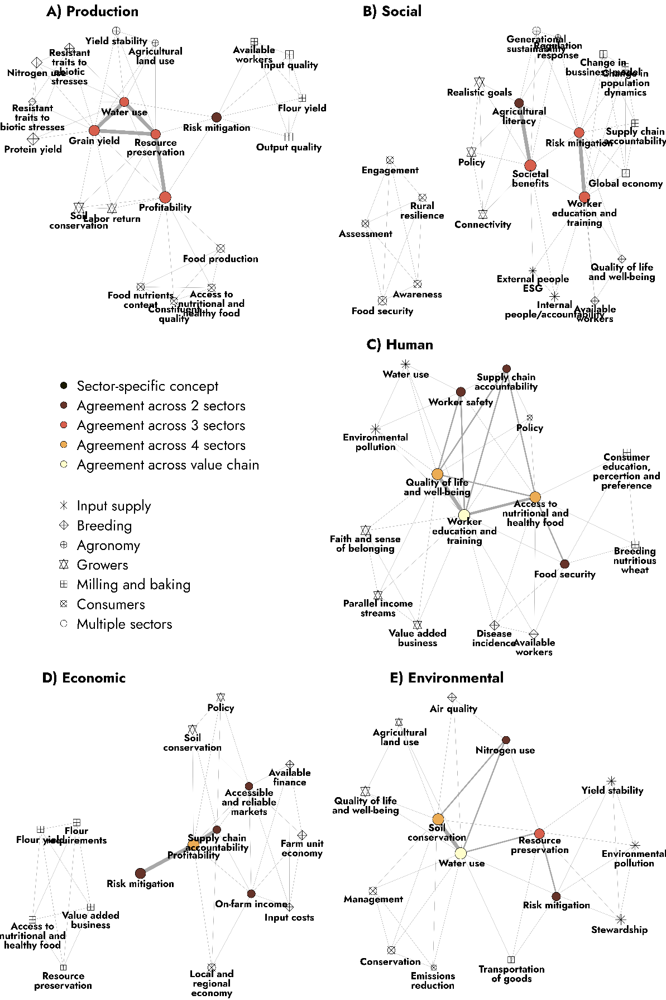 A) Production
Yield stability
Agricultural
land use
Resistant
traits to
abiotic
stresses
Nitrogen use
Available
workers
Input quality
Resistant
traits to
biotic stresses
Water use
Flour yield
Risk mitigation
Grain yield
Resource
preservation
Protein yield
Output quality
Profitability
Soil
conservation
Labor return
Food production
Food nutrients
content
Constituent
quality
Access to
nutritional and
healthy food
B) Social
Generational
sustainability
Regulation
response
Change in
bussiness model
Change in
population
dynamics
Realistic goals
Agricultural
literacy
Risk mitigation
Supply chain
accountability
Policy
Societal
benefits
Global economy
Engagement
Rural
resilience
Worker
education and
training
Connectivity
Assessment
Quality of life
and well-being
External people
ESG
Awareness
Food security
Internal
people/accountability
Available
workers
C) Human
Water use
Supply chain
accountability
Worker safety
Policy
Environmental
pollution
Consumer
education,
percertion and
preference
Quality of life
and well-being
Access to
nutritional and
healthy food
Worker
education and
training
Faith and sense
of belonging
Breeding
nutritious
wheat
Food security
Parallel income
streams
Value added
business
Disease
incidence
Available
workers
Sector-specific concept
Agreement across 2 sectors
Agreement across 3 sectors
Agreement across 4 sectors
Agreement across value chain
Input supply
Breeding
Agronomy
Growers
Milling and baking
Consumers
Multiple sectors
D) Economic
Policy
Soil
conservation
Available
finance
Accessible
and reliable
markets
Flour yield
Flour
requirements
Supply chain
accountability
Profitability
Farm unit
economy
Risk mitigation
On-farm income
Input costs
Value added
business
Access to
nutritional and
healthy food
Resource
preservation
Local and
regional
economy
E) Environmental
Air quality
Agricultural
land use
Nitrogen use
Yield stability
Quality of life
and well-being
Soil
conservation
Resource
preservation
Water use
Environmental
pollution
Management
Risk mitigation
Stewardship
Conservation
Emissions
reduction
Transportation
of goods